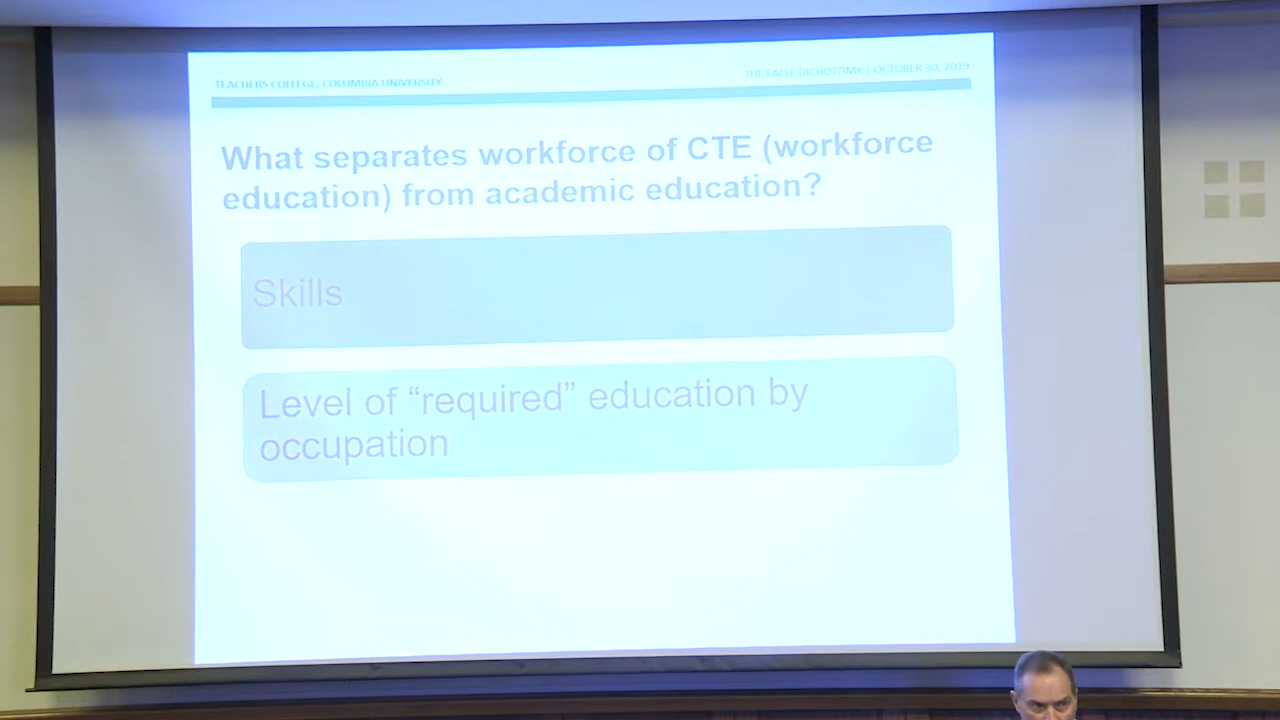 TEACHERS COLLEGE, COLUMBIA UNIVERSITY
THE FALSE DICHOTOMY | OCTOBER 30, 2019
What separates workforce of CTE (workforce
education) from academic education?
Skills
Level of “required” education by
occupation